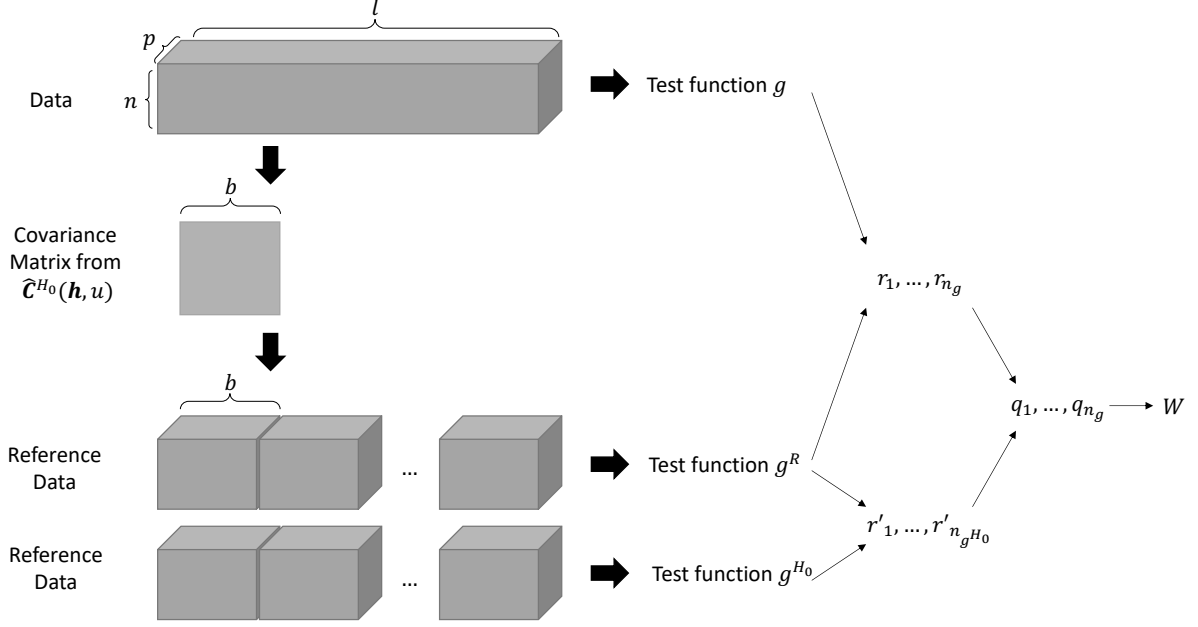 l
p
n
Data
Test function g
b
Covariance
Matrix from
Ĉ^{H_0}(h, u)
r_1, …, r_{n_g}
b
q_1, …, q_{n_g}
W
Reference
Data
...
Test function g^R
r'_1, …, r'_{n_{g^{H_0}}}
Reference
Data
...
Test function g^{H_0}